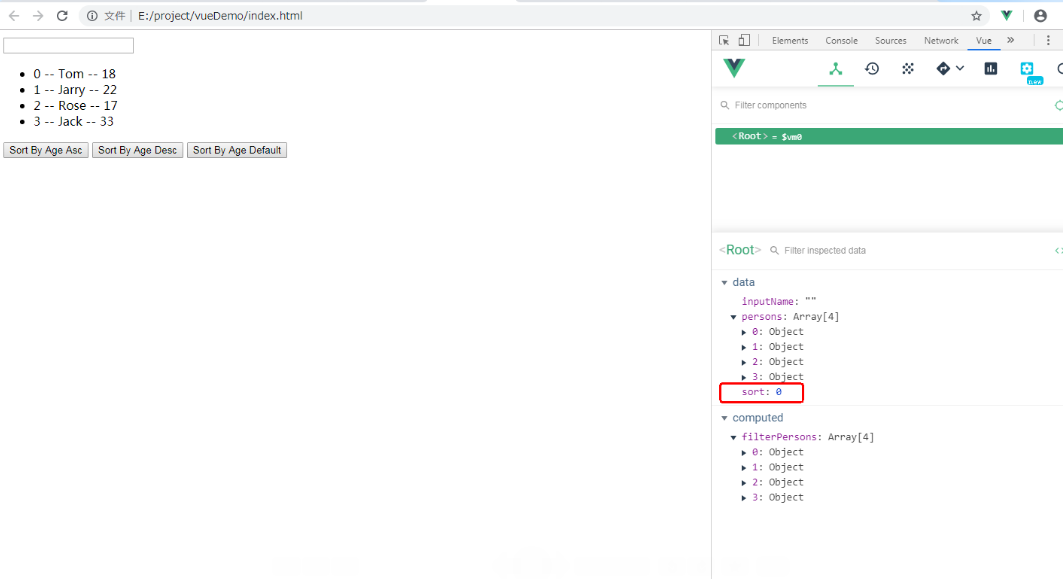 文件 E:/project/vueDemo/index.html
0 -- Tom -- 18
1 -- Jarry -- 22
2 -- Rose -- 17
3 -- Jack -- 33
Sort By Age Asc Sort By Age Desc Sort By Age Default
Elements Console Sources Network Vue »
new
Filter components
<Root> = $vm0
<Root> Filter inspected data
data
inputName: ""
persons: Array[4]
0: Object
1: Object
2: Object
3: Object
sort: 0
computed
filterPersons: Array[4]
0: Object
1: Object
2: Object
3: Object